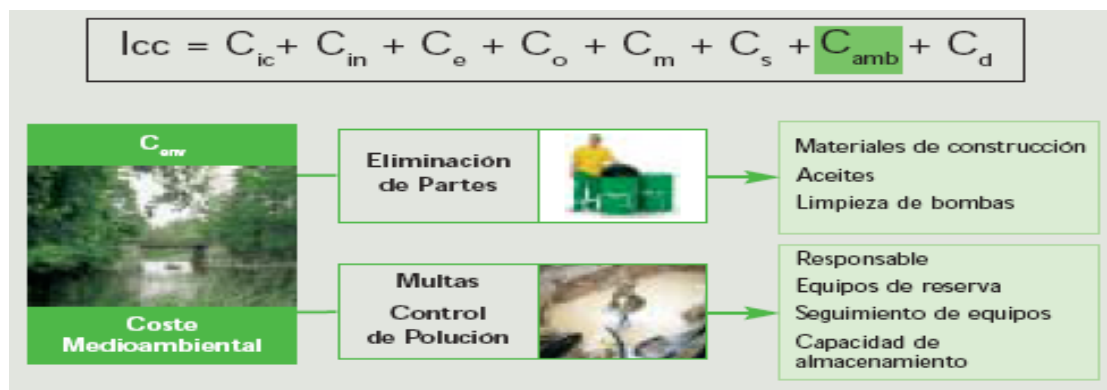 Icc = C_ic + C_in + C_e + C_o + C_m + C_s + C_amb + C_d
C_env
Coste
Medioambiental
Eliminación
de Partes
Materiales de construcción
Aceites
Limpieza de bombas
Multas
Control
de Polución
Responsable
Equipos de reserva
Seguimiento de equipos
Capacidad de
almacenamiento